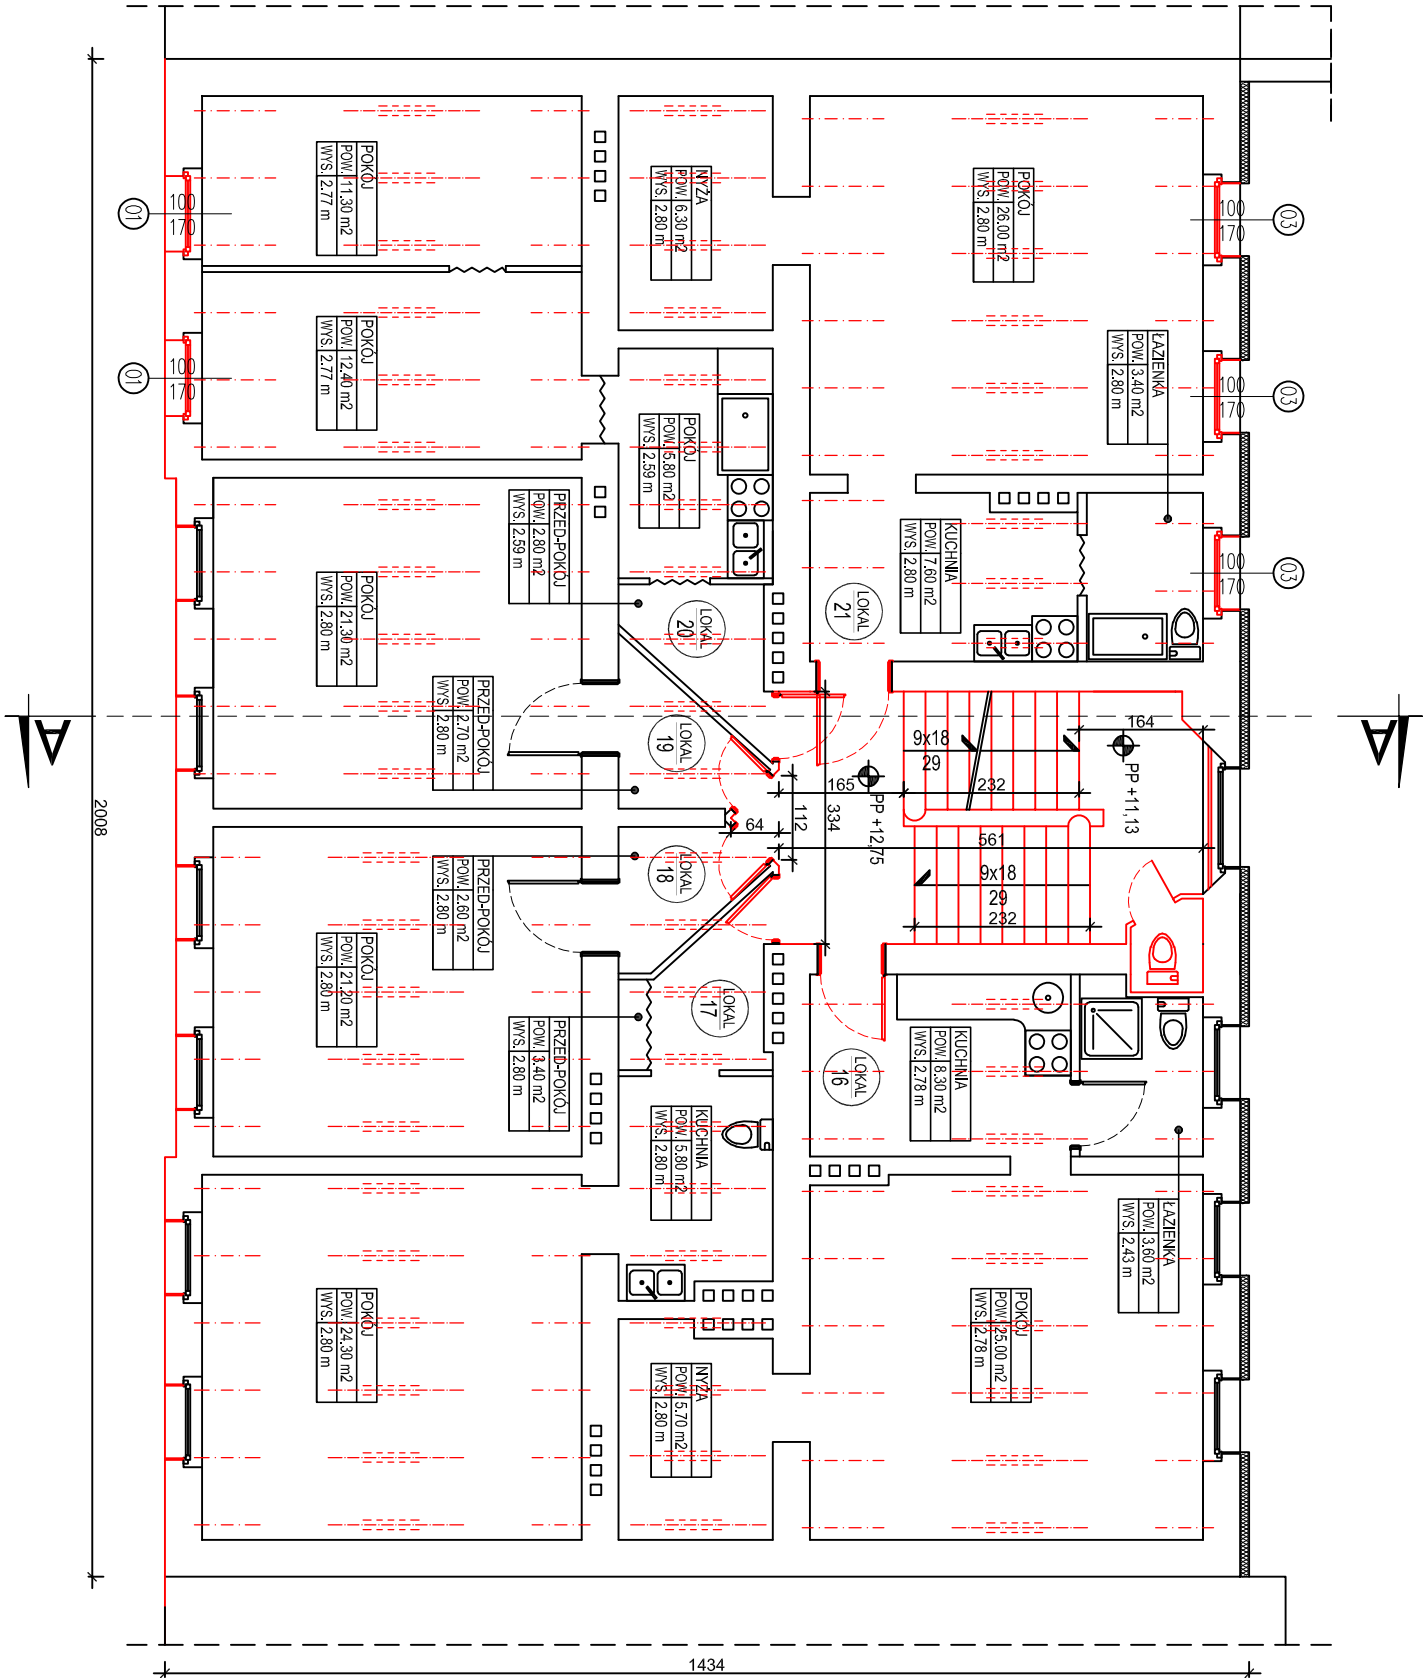 POKÓJ
POW. 11.30 m2
WYS. 2.77 m
NYŻA
POW. 6.30 m2
WYS. 2.80 m
POKÓJ
POW. 26.00 m2
WYS. 2.80 m
01
100
170
100
170
03
POKÓJ
POW. 12.40 m2
WYS. 2.77 m
ŁAZIENKA
POW. 3.40 m2
WYS. 2.80 m
01
100
170
100
170
03
POKÓJ
POW. 5.80 m2
WYS. 2.59 m
PRZED-POKÓJ
POW. 2.80 m2
WYS. 2.59 m
KUCHNIA
POW. 7.60 m2
WYS. 2.80 m
100
170
03
POKÓJ
POW. 21.30 m2
WYS. 2.80 m
LOKAL
20
LOKAL
21
PRZED-POKÓJ
POW. 2.70 m2
WYS. 2.80 m
LOKAL
19
A
A
9x18
29
164
PP +11,13
165
232
PP +12,75
2008
64
112
334
561
9x18
29
232
PRZED-POKÓJ
POW. 2.60 m2
WYS. 2.80 m
LOKAL
18
POKÓJ
POW. 21.20 m2
WYS. 2.80 m
LOKAL
17
PRZED-POKÓJ
POW. 3.40 m2
WYS. 2.80 m
LOKAL
16
KUCHNIA
POW. 8.30 m2
WYS. 2.78 m
KUCHNIA
POW. 5.80 m2
WYS. 2.80 m
ŁAZIENKA
POW. 3.60 m2
WYS. 2.43 m
POKÓJ
POW. 24.30 m2
WYS. 2.80 m
POKÓJ
POW. 25.00 m2
WYS. 2.78 m
NYŻA
POW. 5.70 m2
WYS. 2.80 m
1434